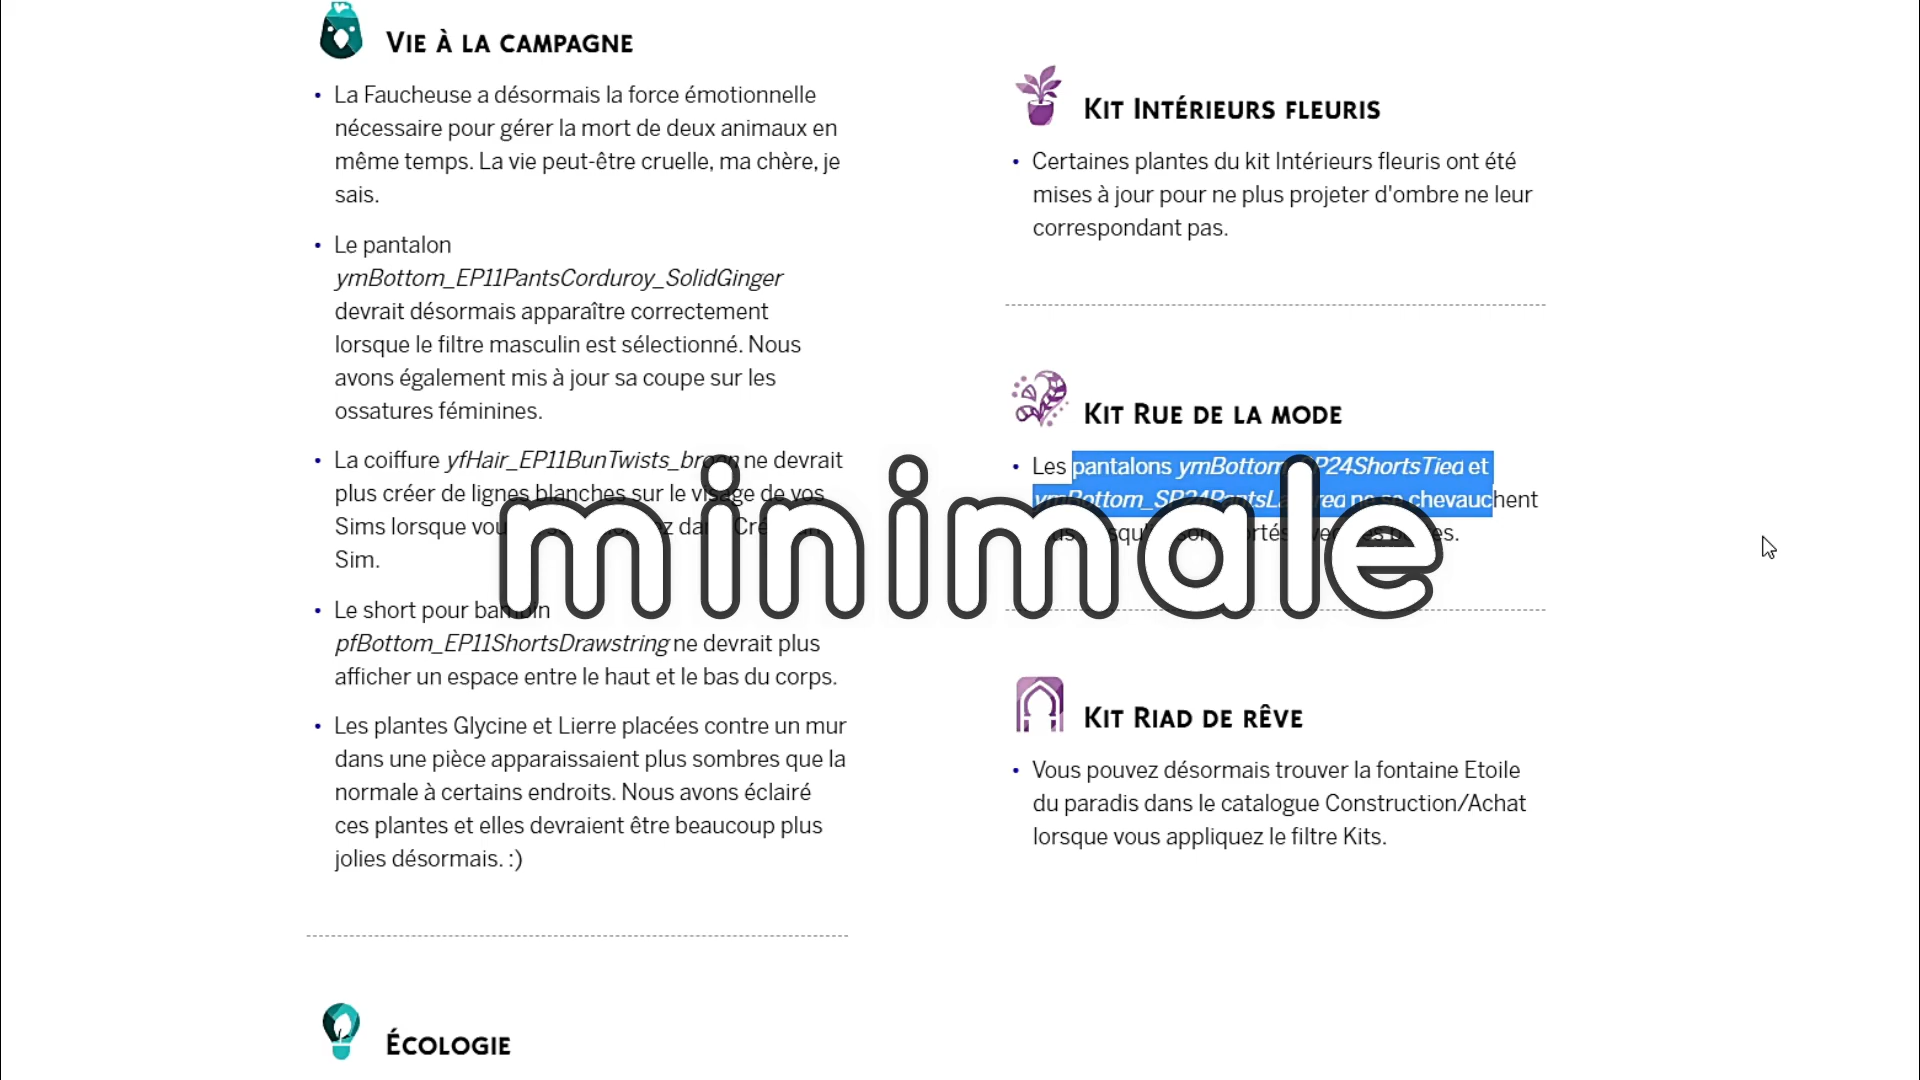 Vie à la campagne
• La Faucheuse a désormais la force émotionnelle
nécessaire pour gérer la mort de deux animaux en
même temps. La vie peut-être cruelle, ma chère, je
sais.
• Le pantalon
ymBottom_EP11PantsCorduroy_SolidGinger
devrait désormais apparaître correctement
lorsque le filtre masculin est sélectionné. Nous
avons également mis à jour sa coupe sur les
ossatures féminines.
• La coiffure yfHair_EP11BunTwists_brown ne devrait
plus créer de lignes blanches sur le visage de vos
Sims lorsque
Sim.
• Le short pour bambin
pfBottom_EP11ShortsDrawstring ne devrait plus
afficher un espace entre le haut et le bas du corps.
• Les plantes Glycine et Lierre placées contre un mur
dans une pièce apparaissaient plus sombres que la
normale à certains endroits. Nous avons éclairé
ces plantes et elles devraient être beaucoup plus
jolies désormais. :)
Écologie
minimale
Kit Intérieurs fleuris
• Certaines plantes du kit Intérieurs fleuris ont été
mises à jour pour ne plus projeter d'ombre ne leur
correspondant pas.
Kit Rue de la mode
• Les pantalons ymBottom_SP24ShortsTied et
ymBottom_SP24PantsLayered ne se chevauchent
Kit Riad de rêve
• Vous pouvez désormais trouver la fontaine Etoile
du paradis dans le catalogue Construction/Achat
lorsque vous appliquez le filtre Kits.